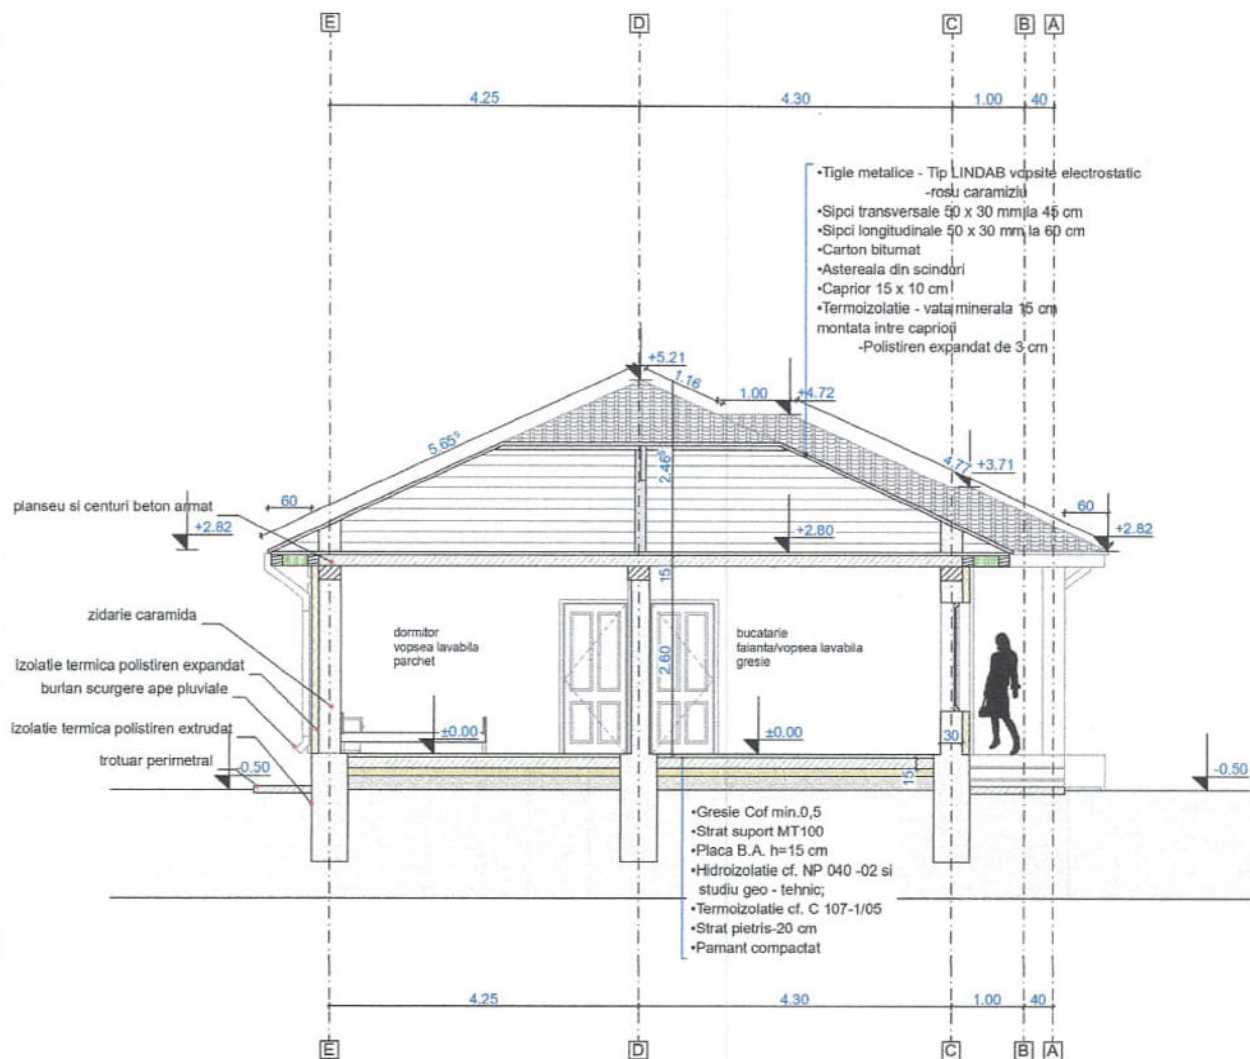 E D C B A
4.25 4.30 1.00 40
•Tigle metalice - Tip LINDAB vopsite electrostatic
-rosu caramiziu
•Sipci transversale 50 x 30 mm la 45 cm
•Sipci longitudinale 50 x 30 mm la 60 cm
•Carton bitumat
•Astereala din scinduri
•Caprior 15 x 10 cm
•Termoizolatie - vata minerala 15 cm
montata intre capriori
-Polistiren expandat de 3 cm
+5.21
1.16
1.00
+4.72
5.65⁵
2.46⁵
4.77
+3.71
60
60
planseu si centuri beton armat
+2.82
+2.80
+2.82
15
zidarie caramida
dormitor
vopsea lavabila
parchet
bucatarie
faianta/vopsea lavabila
gresie
2.60
izolatie termica polistiren expandat
burlan scurgere ape pluviale
izolatie termica polistiren extrudat
±0.00
±0.00
30
trotuar perimetral
-0.50
15
-0.50
•Gresie Cof min.0,5
•Strat suport MT100
•Placa B.A. h=15 cm
•Hidroizolatie cf. NP 040 -02 si
studiu geo - tehnic;
•Termoizolatie cf. C 107-1/05
•Strat pietris-20 cm
•Pamant compactat
4.25 4.30 1.00 40
E D C B A